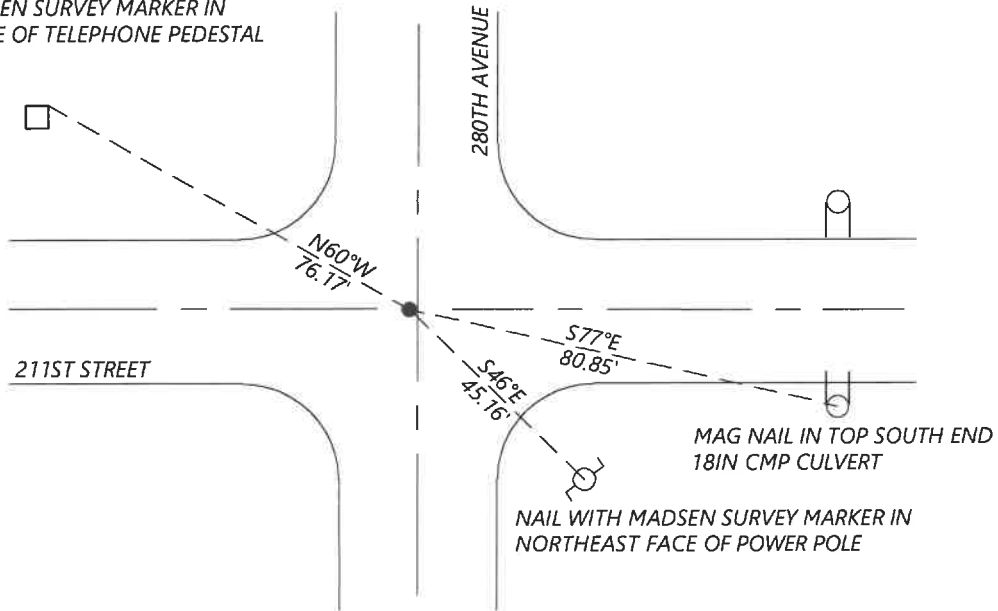 SURVEY MARKER IN
OF TELEPHONE PEDESTAL
280TH AVENUE
N60°W
76.17'
211ST STREET
S77°E
80.85'
S46°E
45.16'
MAG NAIL IN TOP SOUTH END
18IN CMP CULVERT
NAIL WITH MADSEN SURVEY MARKER IN
NORTHEAST FACE OF POWER POLE